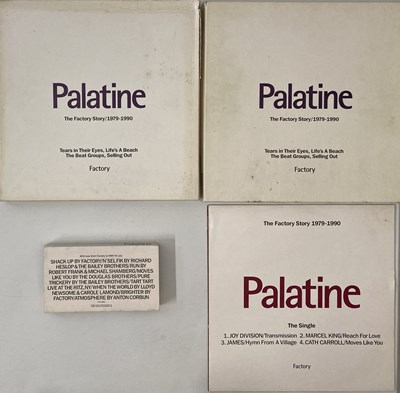 Palatine
The Factory Story/1979-1990
Tears in Their Eyes, Life's A Beach
The Beat Groups, Selling Out
Factory
Palatine
The Factory Story/1979-1990
Tears in Their Eyes, Life's A Beach
The Beat Groups, Selling Out
Factory
SHACK UP BY FACTORY/N'SELFIK BY RICHARD
HESLOP & THE BAILEY BROTHERS/RUN BY
ROBERT FRANK & MICHAEL SHAMBERG/MOVES
LIKE YOU BY THE DOUGLAS BROTHERS/PURE
TRICKERY BY THE BAILEY BROTHERS/TART TART
LIVE AT THE RITZ, NY/WHEN THE WORLD BY LLOYD
NEWSOME & CAROLE LAMOND/BRIGHTER BY
FACTORY/ATMOSPHERE BY ANTON CORBIJN
The Factory Story 1979-1990
Palatine
The Single
1. JOY DIVISION/Transmission 2. MARCEL KING/Reach For Love
3. JAMES/Hymn From A Village 4. CATH CARROLL/Moves Like You
Factory